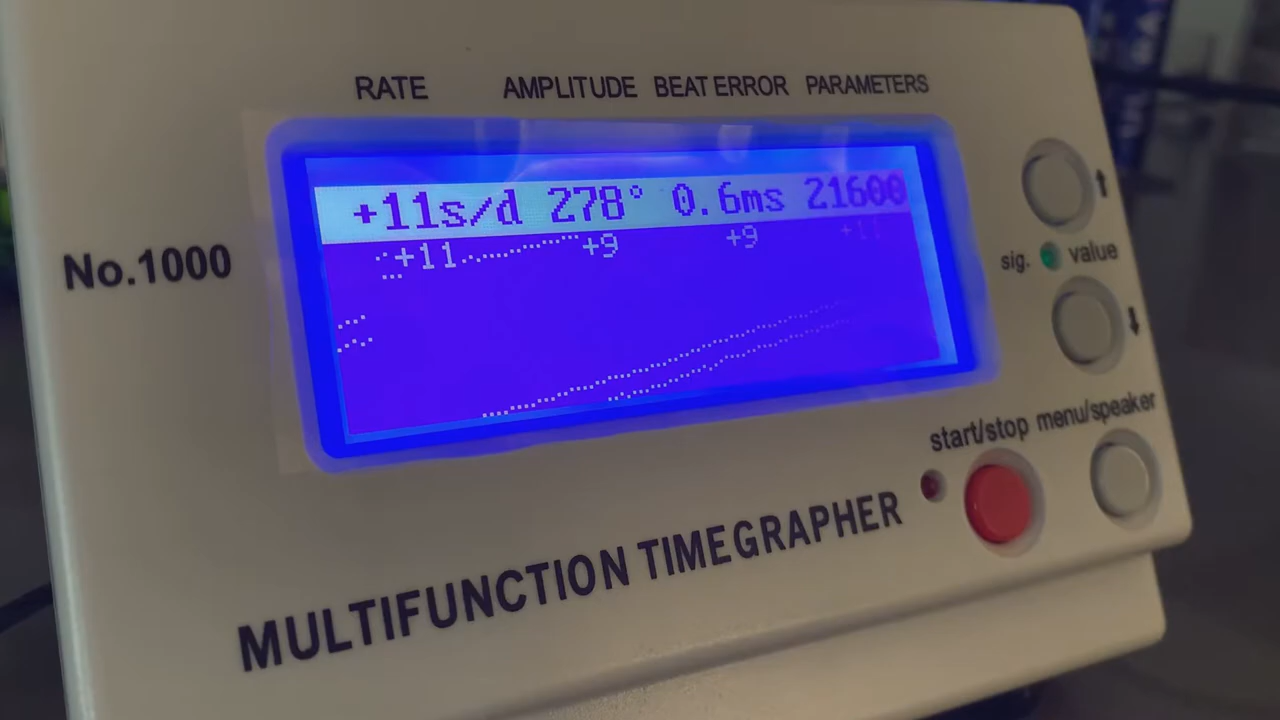 RATE AMPLITUDE BEAT ERROR PARAMETERS
+11s/d 278° 0.6ms 21600
+11 +9 +9 +11
No.1000
sig. value
start/stop menu/speaker
MULTIFUNCTION TIMEGRAPHER